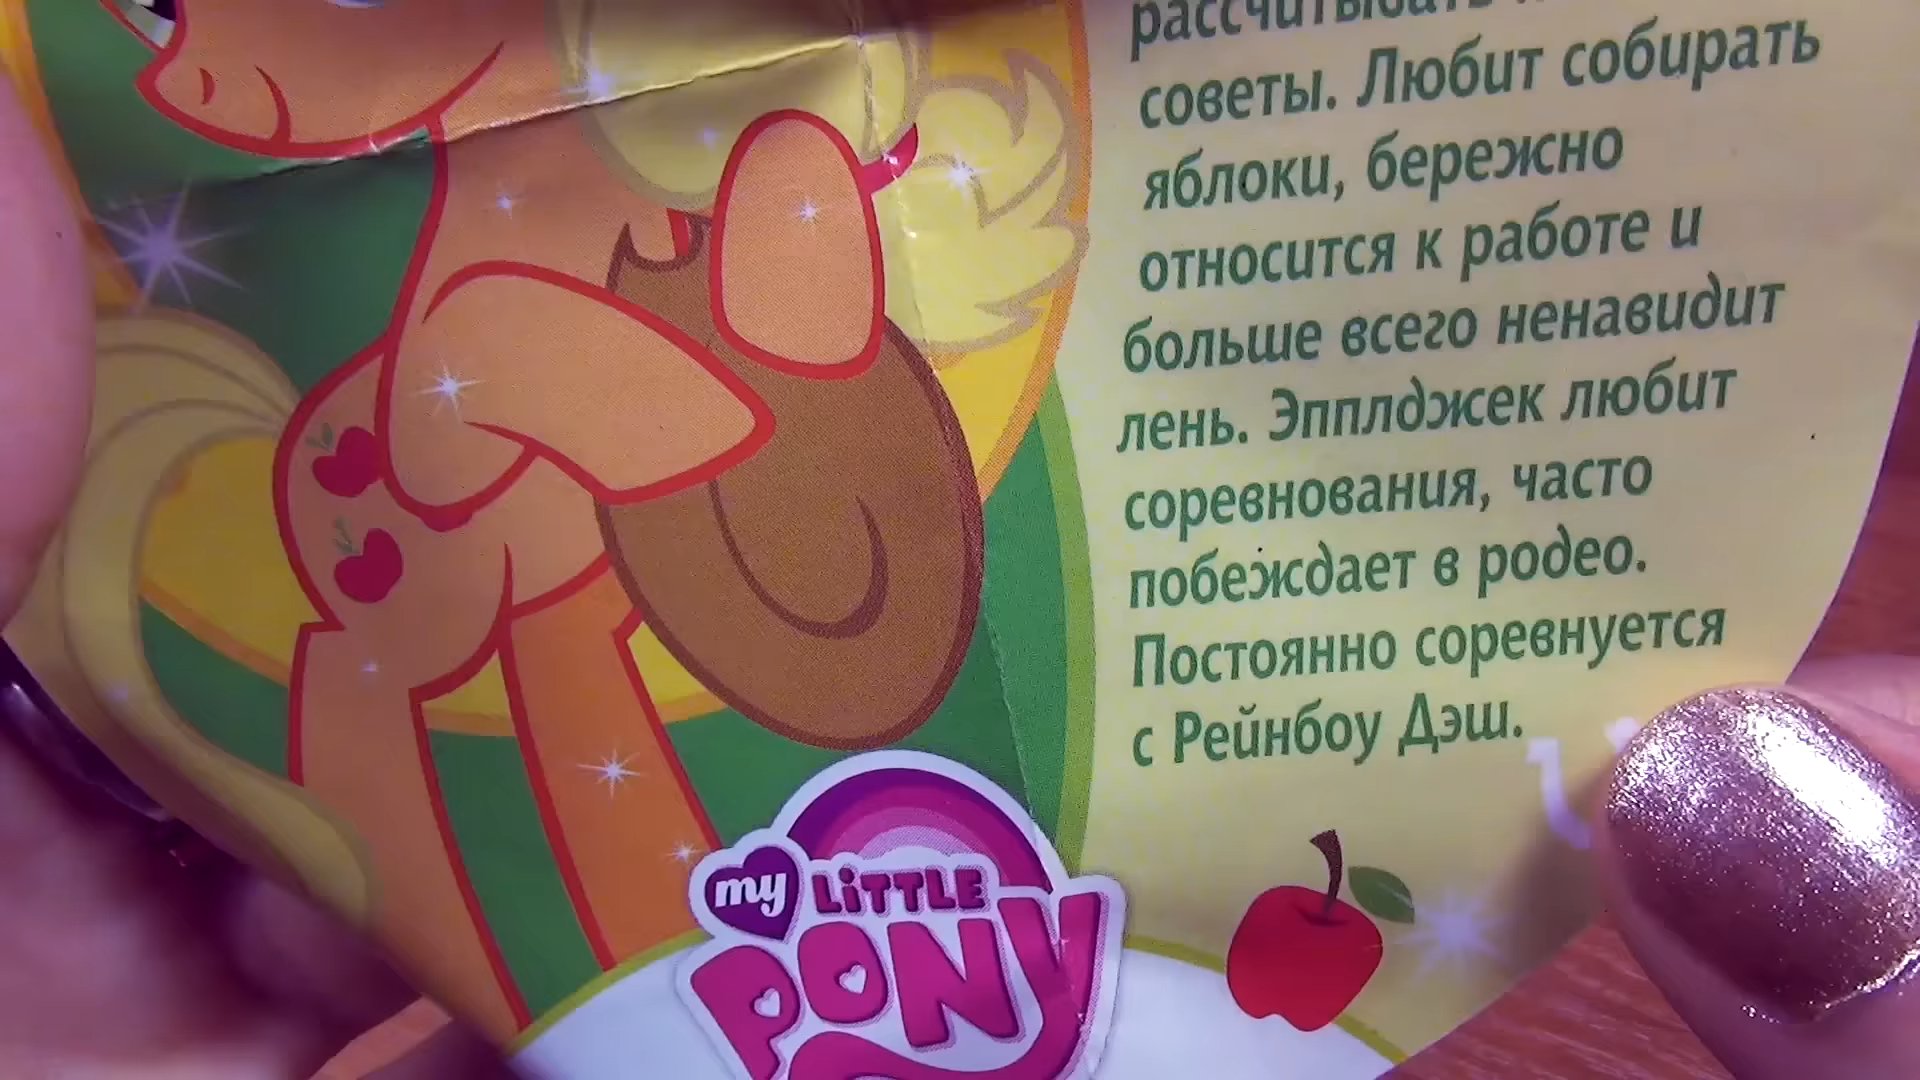 рассчитывать
советы. Любит собирать
яблоки, бережно
относится к работе и
больше всего ненавидит
лень. Эпплджек любит
соревнования, часто
побеждает в родео.
Постоянно соревнуется
с Рейнбоу Дэш.
my LiTTLE
PONY